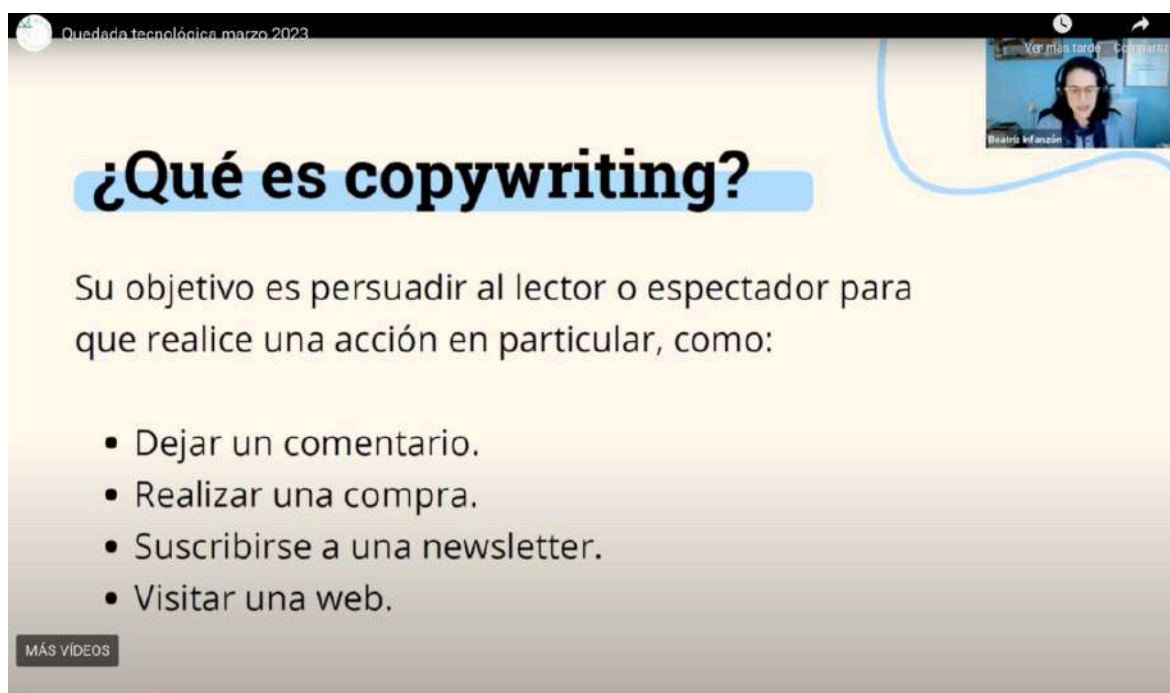 Quedada tecnológica marzo 2023
Ver más tarde
Compartir
Beatriz Infanzón
¿Qué es copywriting?
Su objetivo es persuadir al lector o espectador para
que realice una acción en particular, como:
• Dejar un comentario.
• Realizar una compra.
• Suscribirse a una newsletter.
• Visitar una web.
MÁS VÍDEOS